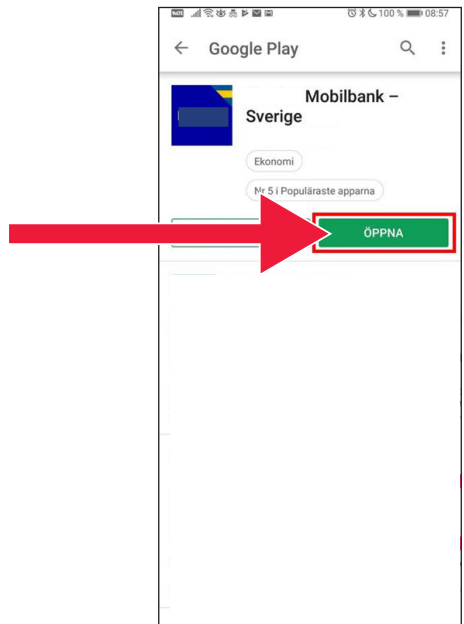 100 % 08:57
Google Play
Mobilbank –
Sverige
Ekonomi
Nr 5 i Populäraste apparna
ÖPPNA